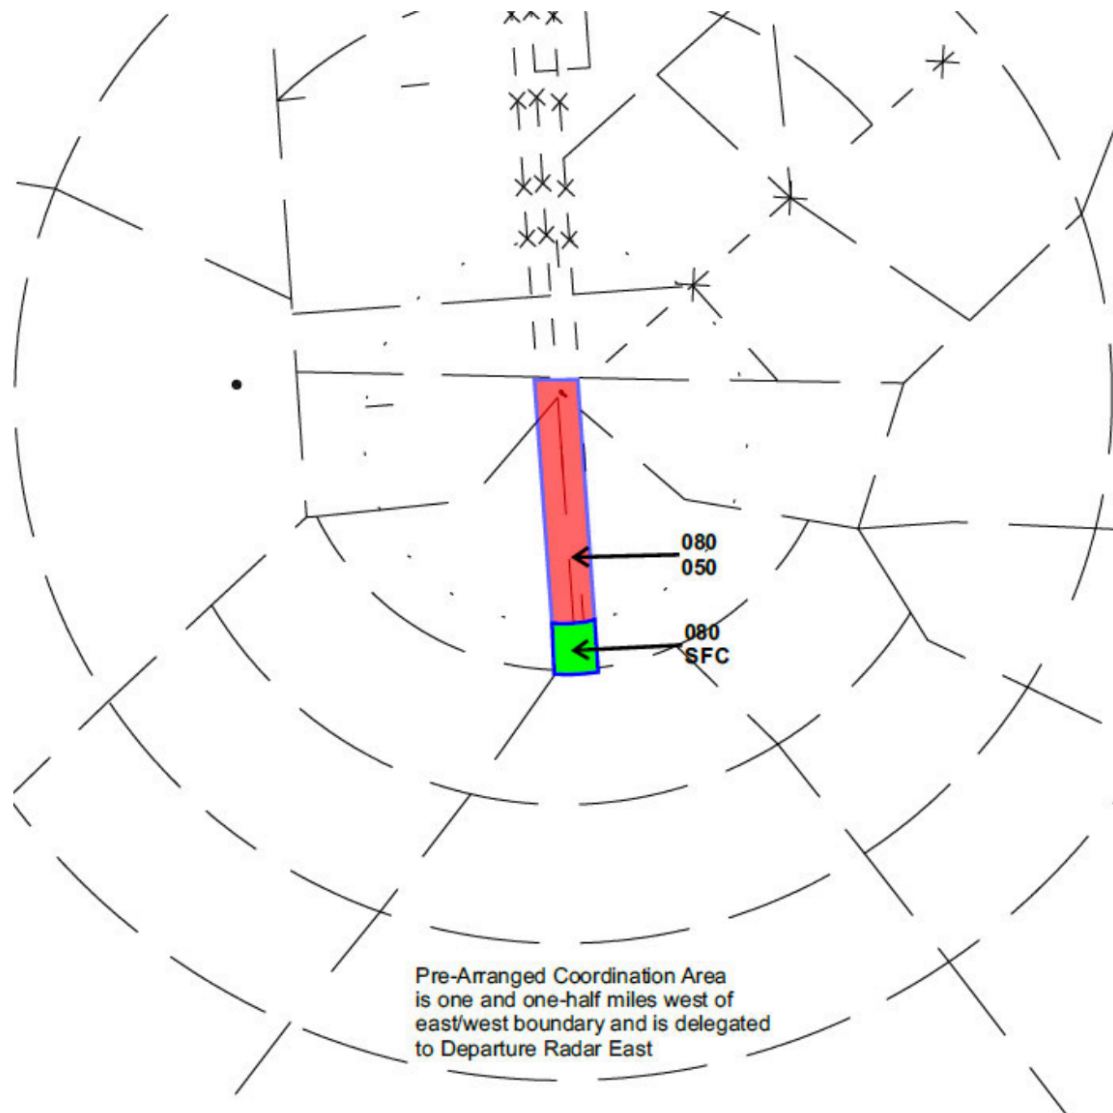 080
050
080
SFC
Pre-Arranged Coordination Area
is one and one-half miles west of
east/west boundary and is delegated
to Departure Radar East